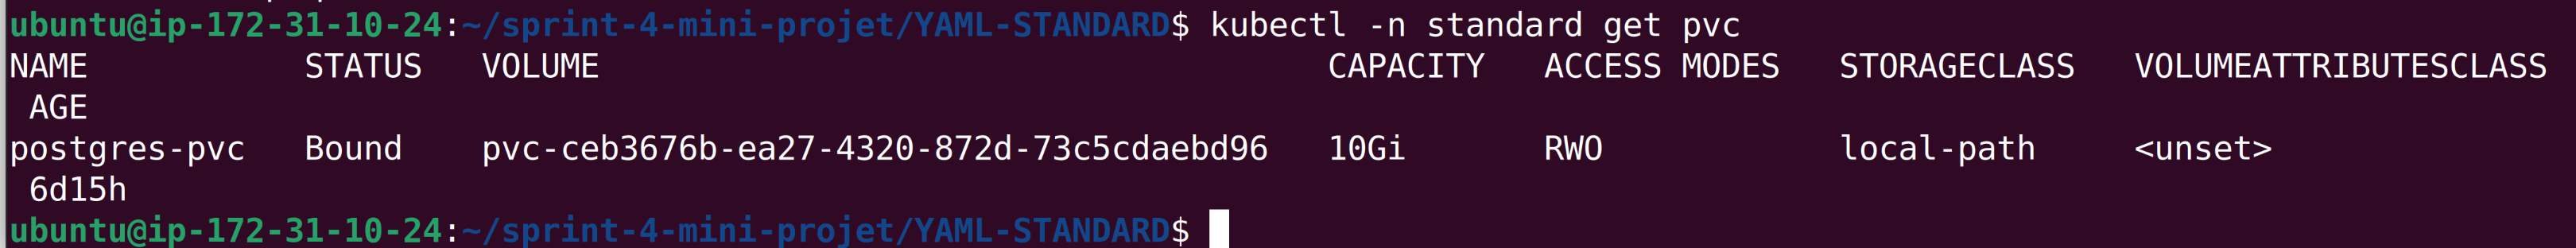 ubuntu@ip-172-31-10-24:~/sprint-4-mini-projet/YAML-STANDARD$ kubectl -n standard get pvc
NAME           STATUS   VOLUME                                     CAPACITY   ACCESS MODES   STORAGECLASS   VOLUMEATTRIBUTESCLASS
 AGE
postgres-pvc   Bound    pvc-ceb3676b-ea27-4320-872d-73c5cdaebd96   10Gi       RWO            local-path     <unset>
 6d15h
ubuntu@ip-172-31-10-24:~/sprint-4-mini-projet/YAML-STANDARD$